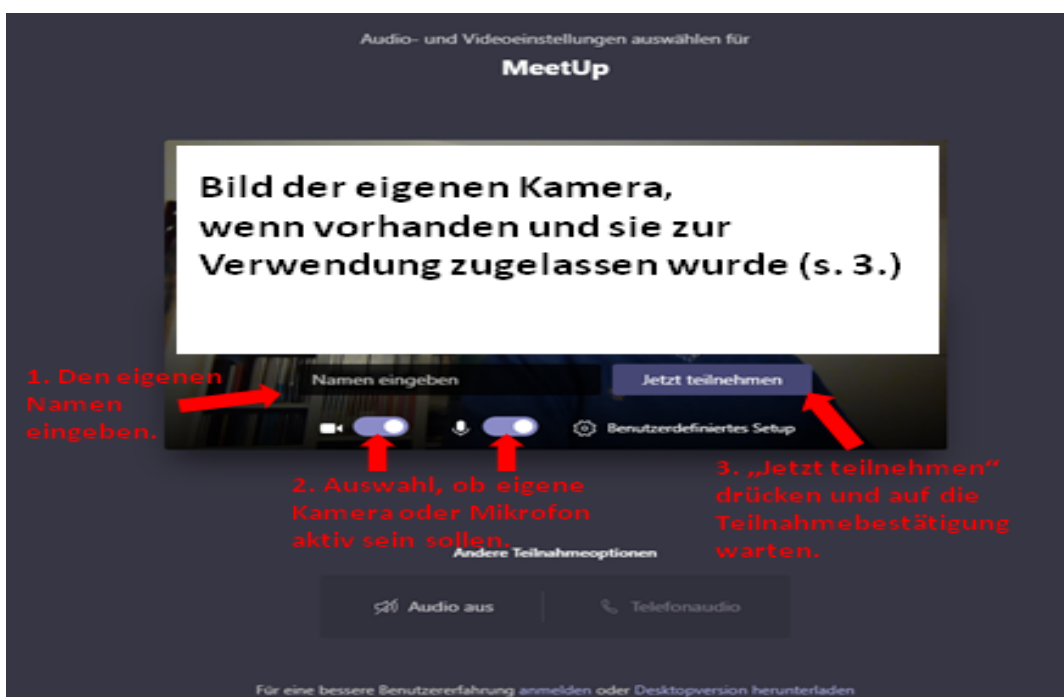 Audio- und Videoeinstellungen auswählen für
MeetUp
Bild der eigenen Kamera,
wenn vorhanden und sie zur
Verwendung zugelassen wurde (s. 3.)
1. Den eigenen
Namen
eingeben.
Namen eingeben
Jetzt teilnehmen
Benutzerdefiniertes Setup
2. Auswahl, ob eigene
Kamera oder Mikrofon
aktiv sein sollen.
3. „Jetzt teilnehmen“
drücken und auf die
Teilnahmebestätigung
warten.
Andere Teilnahmeoptionen
Audio aus
Telefonaudio
Für eine bessere Benutzererfahrung anmelden oder Desktopversion herunterladen